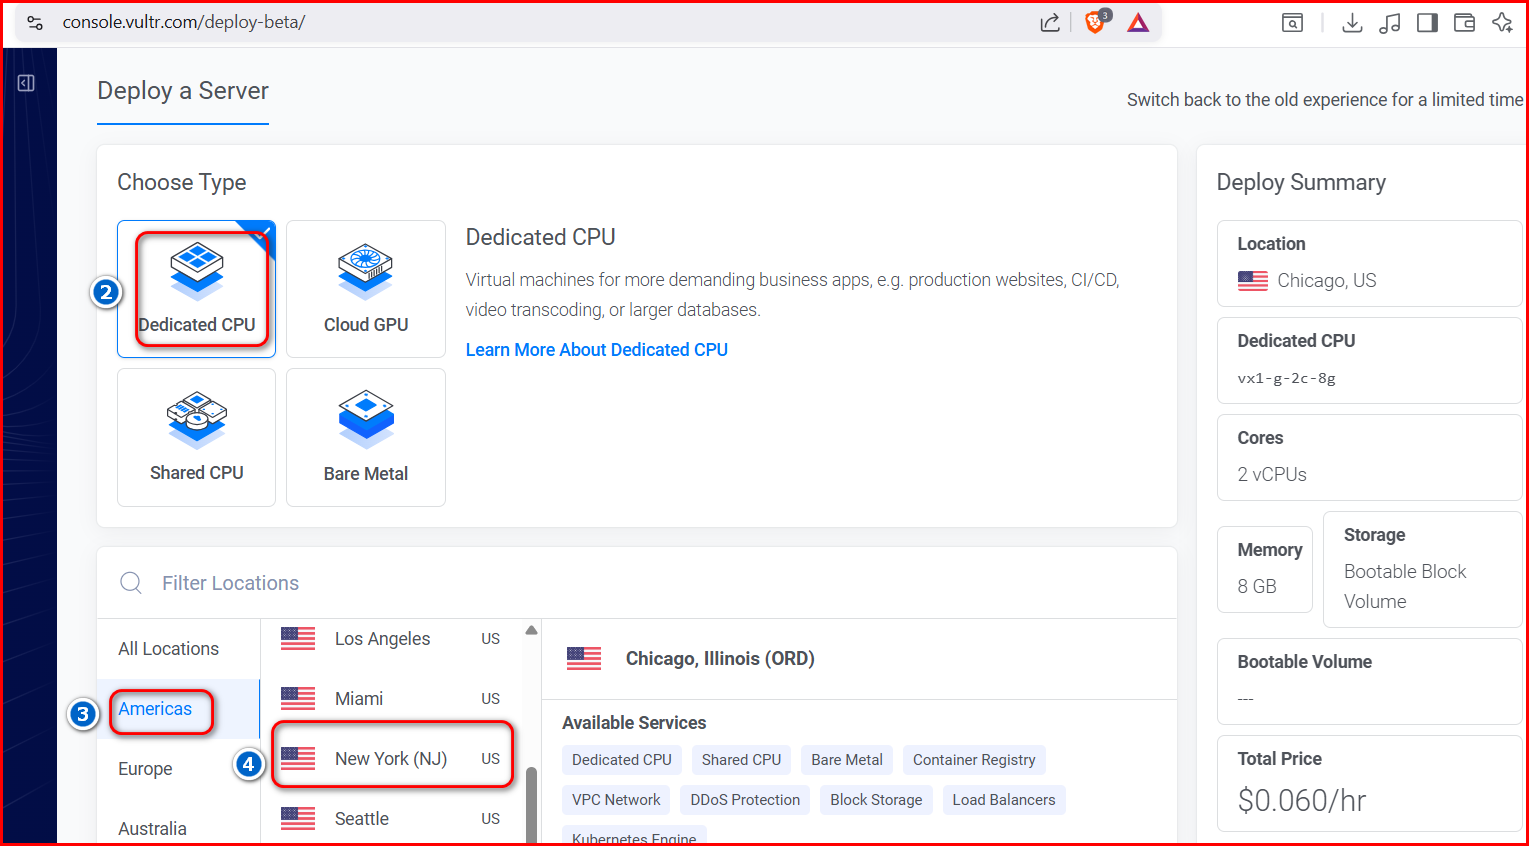 console.vultr.com/deploy-beta/
3
Deploy a Server
Switch back to the old experience for a limited time
Choose Type
2
Dedicated CPU
Cloud GPU
Shared CPU
Bare Metal
Dedicated CPU
Virtual machines for more demanding business apps, e.g. production websites, CI/CD,
video transcoding, or larger databases.
Learn More About Dedicated CPU
Filter Locations
All Locations
3
Americas
Europe
Australia
Los Angeles US
Miami US
4
New York (NJ) US
Seattle US
Chicago, Illinois (ORD)
Available Services
Dedicated CPU Shared CPU Bare Metal Container Registry
VPC Network DDoS Protection Block Storage Load Balancers
Kubernetes Engine
Deploy Summary
Location
Chicago, US
Dedicated CPU
vx1-g-2c-8g
Cores
2 vCPUs
Memory
8 GB
Storage
Bootable Block
Volume
Bootable Volume
---
Total Price
$0.060/hr